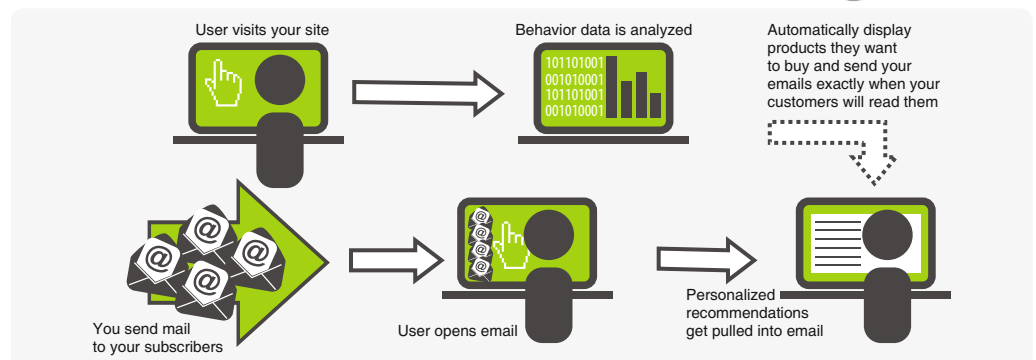 User visits your site
Behavior data is analyzed
Automatically display
products they want
to buy and send your
emails exactly when your
customers will read them
101101001
001010001
101101001
001010001
@
@
@
@
@
@
@
@
You send mail
to your subscribers
User opens email
Personalized
recommendations
get pulled into email